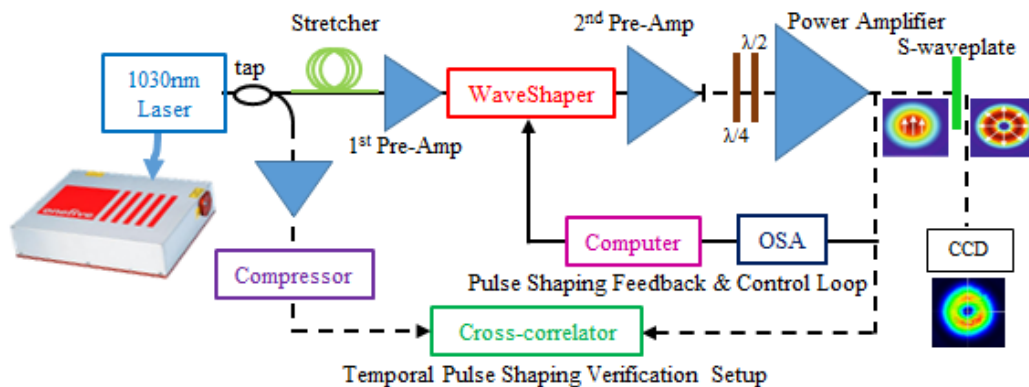 Stretcher
2nd Pre-Amp
Power Amplifier
S-waveplate
1030nm
Laser
tap
λ/2
WaveShaper
λ/4
1st Pre-Amp
onefive
Compressor
Computer
OSA
CCD
Pulse Shaping Feedback & Control Loop
Cross-correlator
Temporal Pulse Shaping Verification Setup